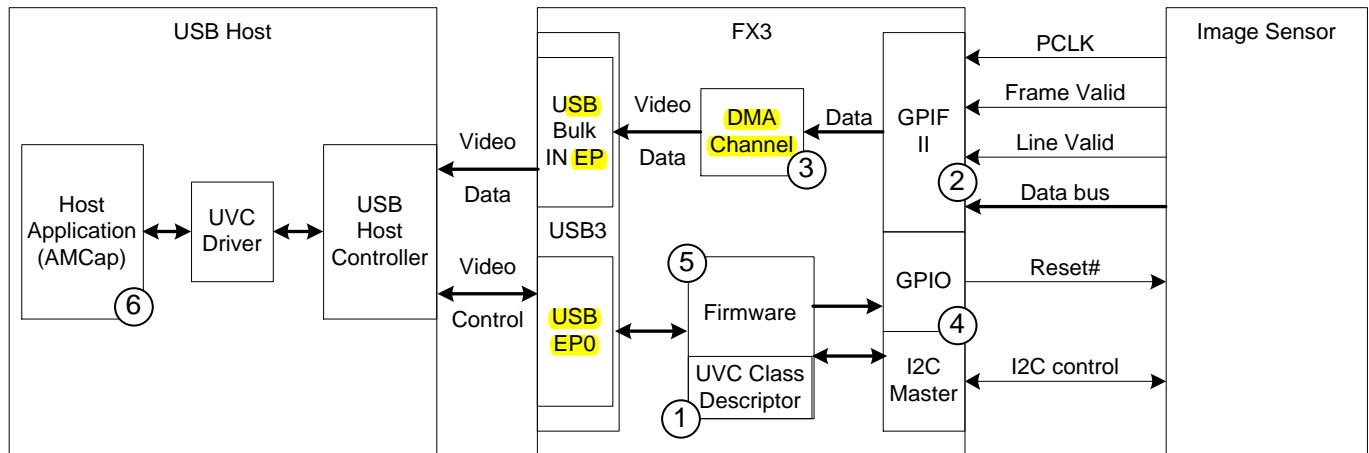 USB Host
FX3
Image Sensor
PCLK
Frame Valid
Line Valid
Data bus
Reset#
I2C control
GPIF
II
2
Data
DMA
Channel
3
Video
Data
USB
Bulk
IN EP
USB3
USB
EP0
Video
Data
Video
Control
USB
Host
Controller
UVC
Driver
Host
Application
(AMCap)
6
5
Firmware
UVC Class
Descriptor
1
GPIO
4
I2C
Master